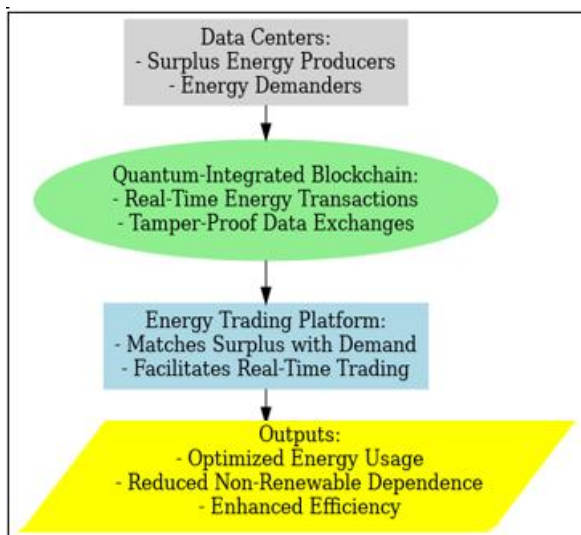 Data Centers:
- Surplus Energy Producers
- Energy Demanders
Quantum-Integrated Blockchain:
- Real-Time Energy Transactions
- Tamper-Proof Data Exchanges
Energy Trading Platform:
- Matches Surplus with Demand
- Facilitates Real-Time Trading
Outputs:
- Optimized Energy Usage
- Reduced Non-Renewable Dependence
- Enhanced Efficiency